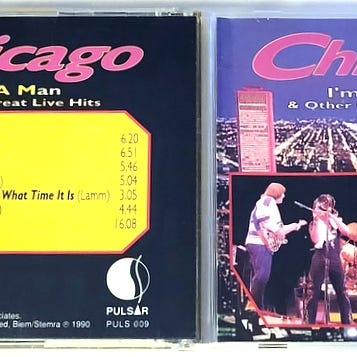 icago
A Man
reat Live Hits
6.20
6.51
5.46
) 5.04
What Time It Is (Lamm) 3.05
) 4.44
16.08
ciates.
ed, Biem/Stemra ℗ 1990
PULSAR
PULS 009
Ch
I'm
& Other